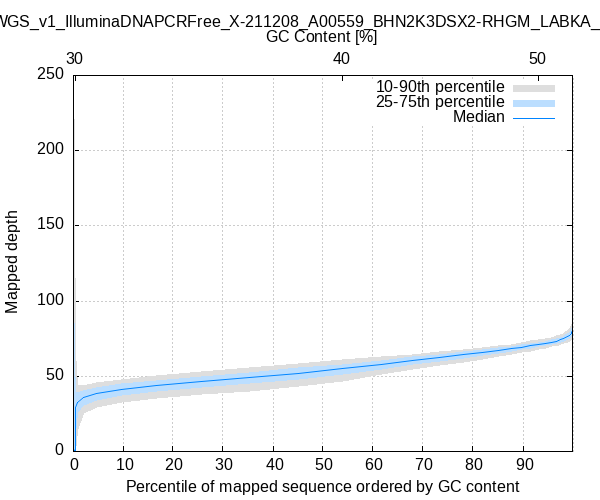 WGS_v1_IlluminaDNAPCRFree_X-211208_A00559_BHN2K3DSX2-RHGM_LABKA_
GC Content [%]
30 40 50
250
200
150
100
50
0
Mapped depth
10-90th percentile
25-75th percentile
Median
0 10 20 30 40 50 60 70 80 90
Percentile of mapped sequence ordered by GC content